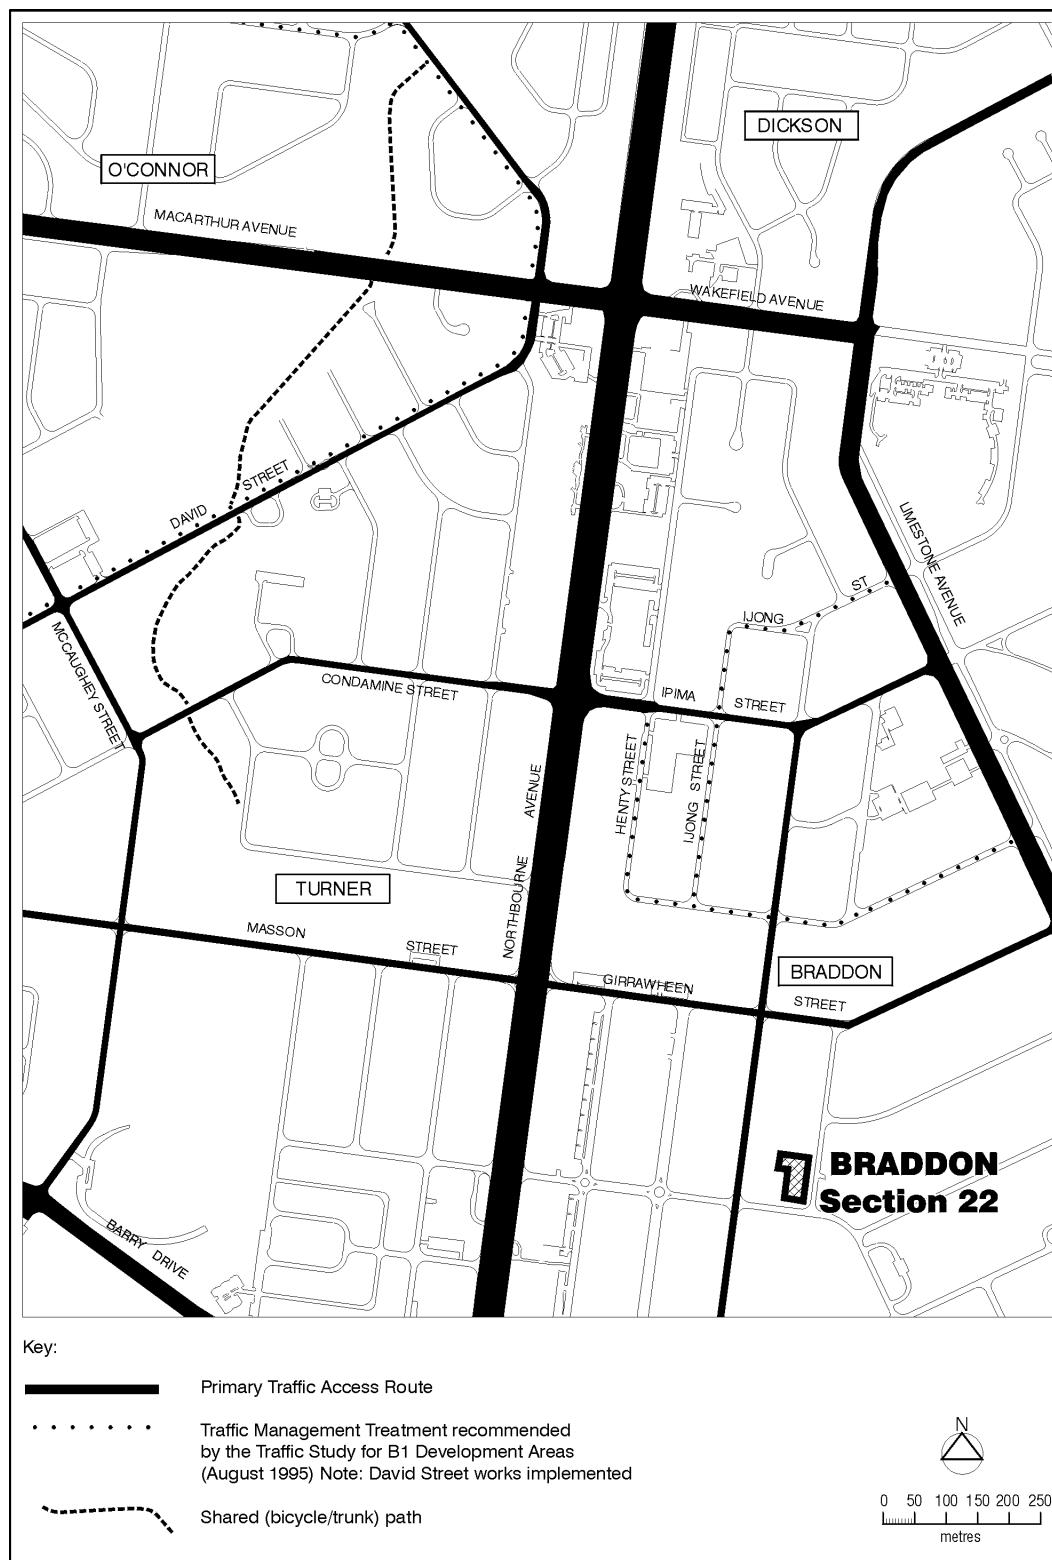 DICKSON
O'CONNOR
MACARTHUR AVENUE
WAKEFIELD AVENUE
DAVID STREET
LIMESTONE AVENUE
IJONG ST
MCCAUGHEY STREET
CONDAMINE STREET
IPIMA STREET
HENTY STREET
IJONG STREET
NORTHBOURNE AVENUE
TURNER
MASSON STREET
BRADDON
GIRRAWHEEN STREET
BRADDON
Section 22
BARRY DRIVE
Key:
Primary Traffic Access Route
Traffic Management Treatment recommended
by the Traffic Study for B1 Development Areas
(August 1995) Note: David Street works implemented
Shared (bicycle/trunk) path
N
0 50 100 150 200 250
metres